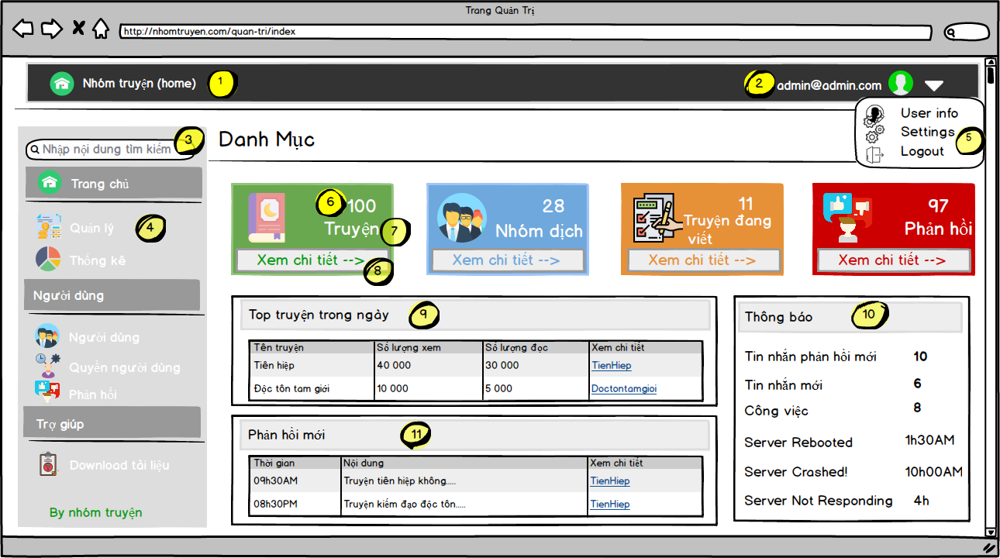 Trang Quản Trị
http://nhomtruyen.com/quan-tri/index
Nhóm truyện (home) 1
2 admin@admin.com
User info
Settings 5
Logout
Nhập nội dung tìm kiếm 3
Trang chủ
Quản lý 4
Thống kê
Người dùng
Người dùng
Quyền người dùng
Phản hồi
Trợ giúp
Download tài liệu
By nhóm truyện
Danh Mục
6 100
Truyện 7
Xem chi tiết --> 8
28
Nhóm dịch
Xem chi tiết -->
11
Truyện đang
viết
Xem chi tiết -->
97
Phản hồi
Xem chi tiết -->
Top truyện trong ngày 9
Tên truyện Số lượng xem Số lượng đọc Xem chi tiết
Tiên hiệp 40 000 30 000 TienHiep
Độc tôn tam giới 10 000 5 000 Doctontamgioi
Phản hồi mới 11
Thời gian Nội dung Xem chi tiết
09h30AM Truyện tiên hiệp không..... TienHiep
08h30PM Truyện kiếm đạo độc tôn..... TienHiep
Thông báo 10
Tin nhắn phản hồi mới 10
Tin nhắn mới 6
Công việc 8
Server Rebooted 1h30AM
Server Crashed! 10h00AM
Server Not Responding 4h